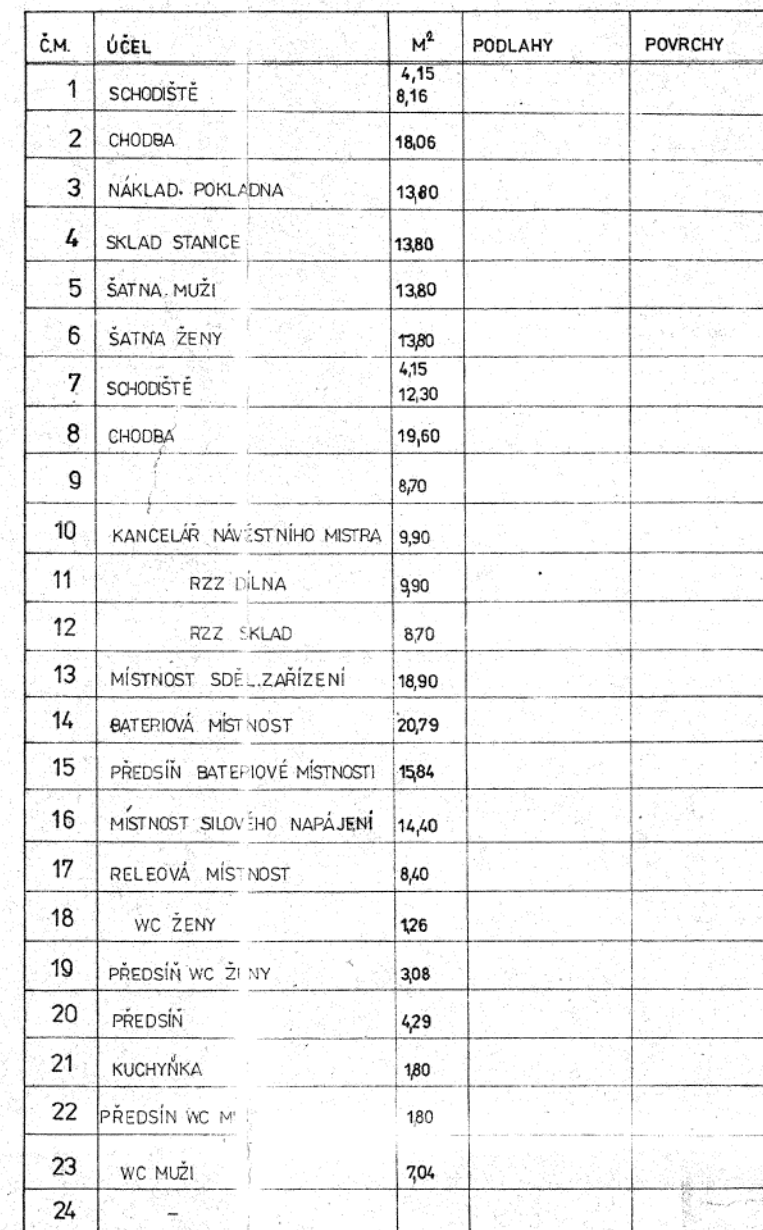 Č.M. ÚČEL M² PODLAHY POVRCHY
1 SCHODIŠTĚ 4,15 8,16
2 CHODBA 18,06
3 NÁKLAD. POKLADNA 13,80
4 SKLAD STANICE 13,80
5 ŠATNA MUŽI 13,80
6 ŠATNA ŽENY 13,80
7 SCHODIŠTĚ 4,15 12,30
8 CHODBA 19,60
9 8,70
10 KANCELÁŘ NÁVĚSTNÍHO MISTRA 9,90
11 RZZ DÍLNA 9,90
12 RZZ SKLAD 8,70
13 MÍSTNOST SDĚL.ZAŘÍZENÍ 18,90
14 BATERIOVÁ MÍSTNOST 20,79
15 PŘEDSÍŇ BATERIOVÉ MÍSTNOSTI 15,84
16 MÍSTNOST SILOVÉHO NAPÁJENÍ 14,40
17 RELEOVÁ MÍSTNOST 8,40
18 WC ŽENY 1,26
19 PŘEDSÍŇ WC ŽENY 3,08
20 PŘEDSÍŇ 4,29
21 KUCHYŇKA 1,80
22 PŘEDSÍN WC M 1,80
23 WC MUŽI 7,04
24 –